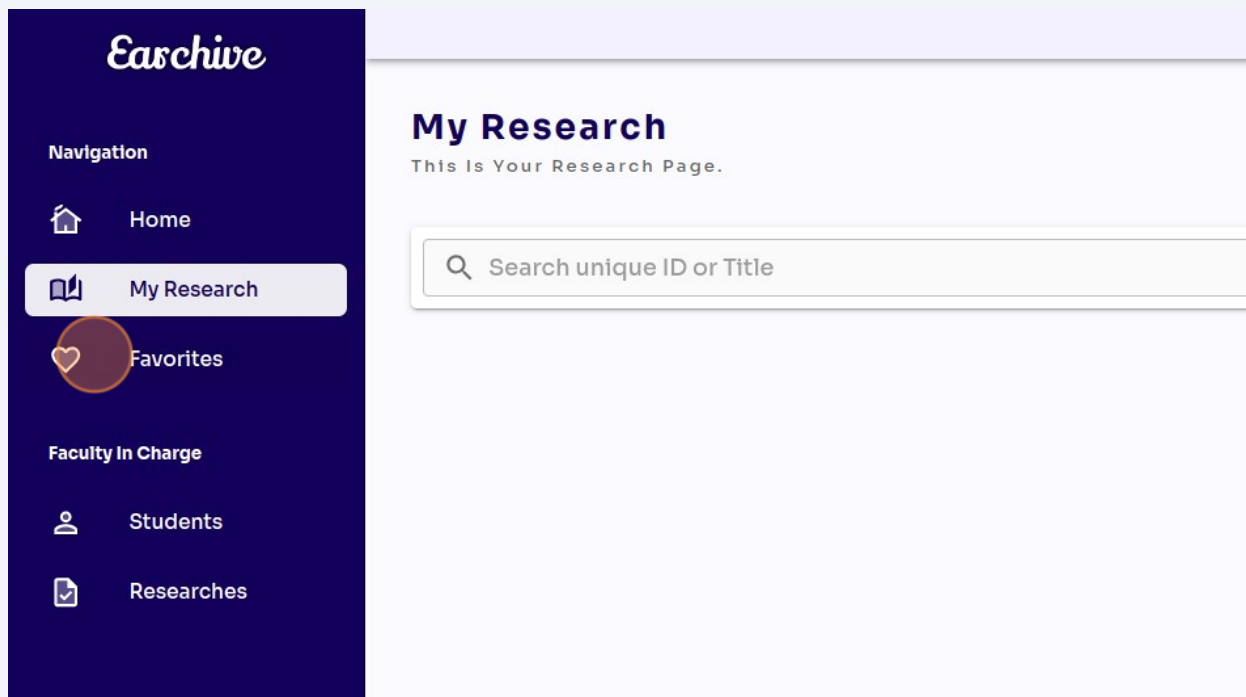 Earchive
Navigation
Home
My Research
Favorites
Faculty In Charge
Students
Researches
My Research
This Is Your Research Page.
Search unique ID or Title